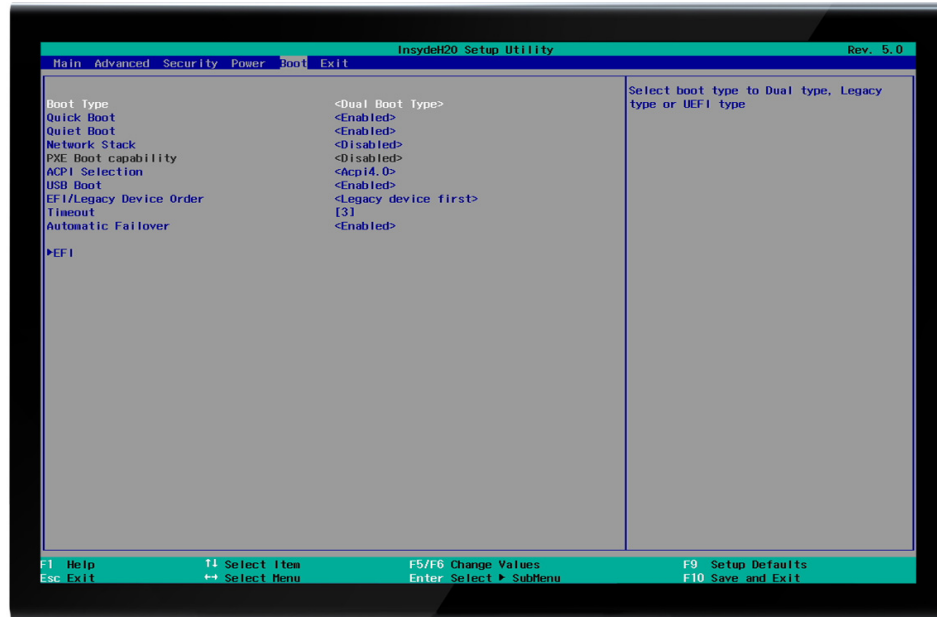 InsydeH20 Setup Utility Rev. 5.0
Main Advanced Security Power Boot Exit
Boot Type <Dual Boot Type>
Quick Boot <Enabled>
Quiet Boot <Enabled>
Network Stack <Disabled>
PXE Boot capability <Disabled>
ACPI Selection <Acpi4.0>
USB Boot <Enabled>
EFI/Legacy Device Order <Legacy device first>
Timeout [3]
Automatic Failover <Enabled>
▶EFI
Select boot type to Dual type, Legacy
type or UEFI type
F1 Help ↑↓ Select Item F5/F6 Change Values F9 Setup Defaults
Esc Exit ↔ Select Menu Enter Select ▶ SubMenu F10 Save and Exit